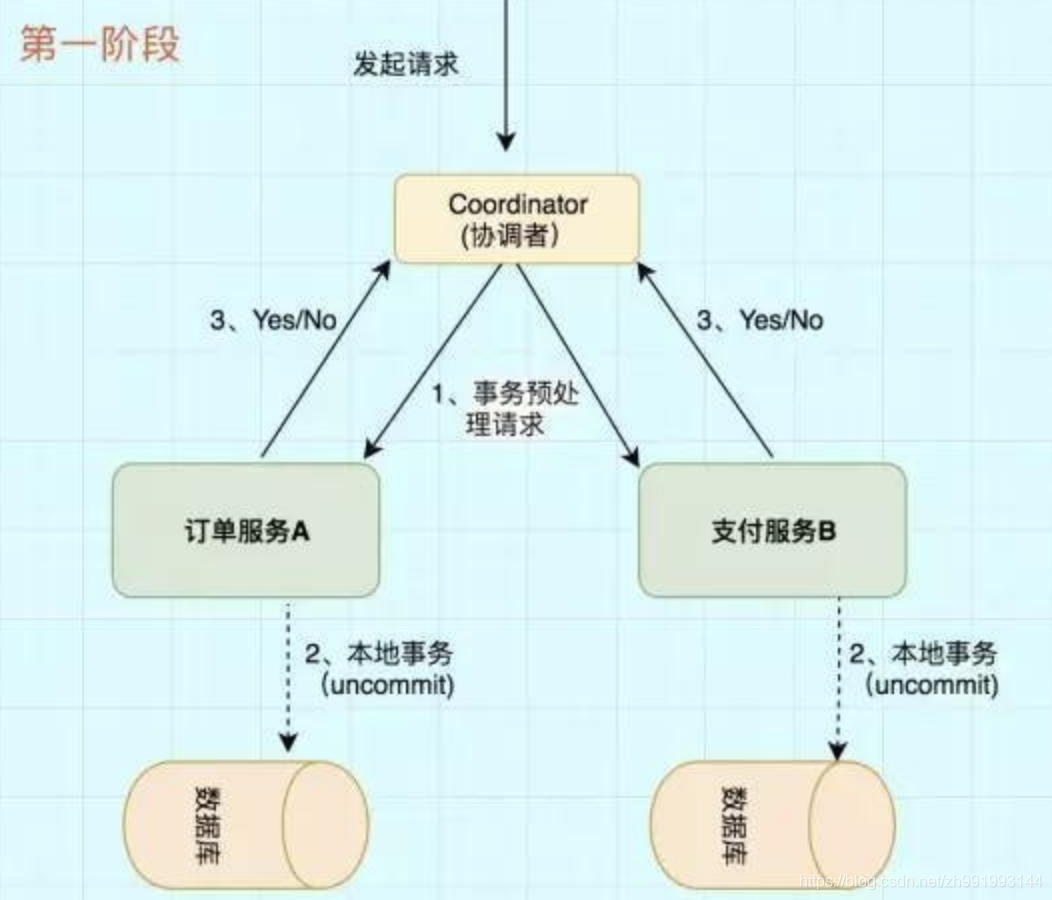 第一阶段
发起请求
Coordinator
(协调者）
3、Yes/No
3、Yes/No
1、事务预处
理请求
订单服务A
支付服务B
2、本地事务
（uncommit)
2、本地事务
（uncommit)
数据库
数据库
https://blog.csdn.net/zh991993144